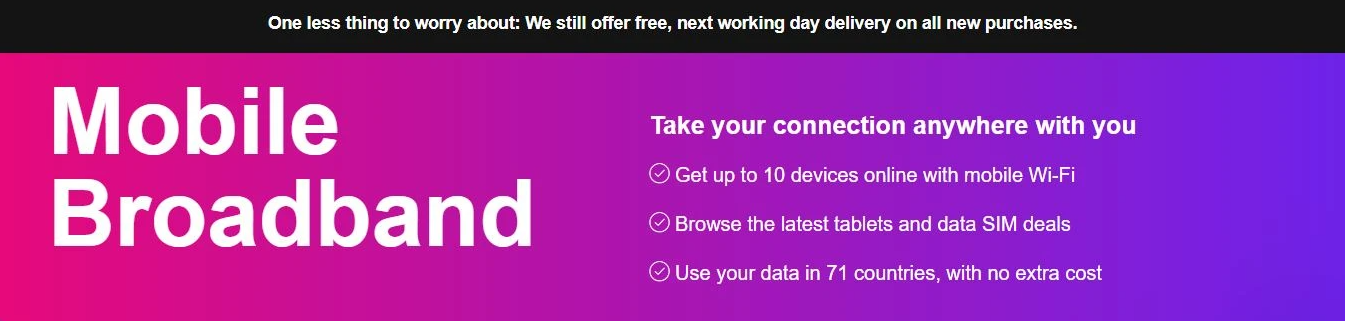 One less thing to worry about: We still offer free, next working day delivery on all new purchases.
Mobile
Broadband
Take your connection anywhere with you
Get up to 10 devices online with mobile Wi-Fi
Browse the latest tablets and data SIM deals
Use your data in 71 countries, with no extra cost